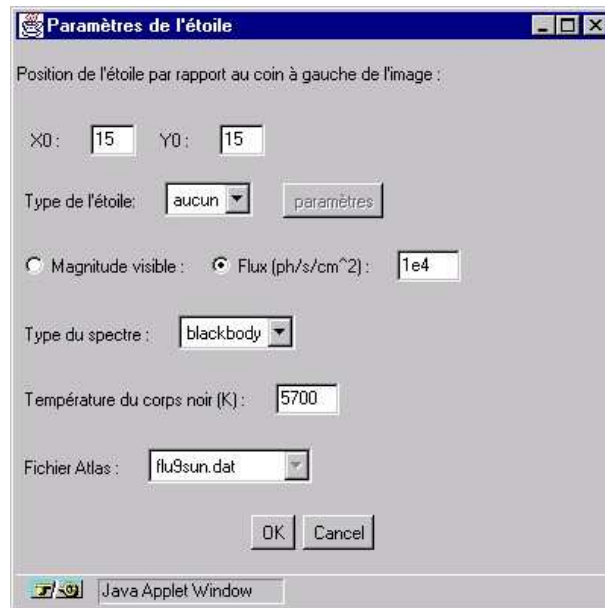 Paramètres de l'étoile
Position de l'étoile par rapport au coin à gauche de l'image :
X0 : 15 Y0 : 15
Type de l'étoile: aucun paramètres
Magnitude visible : Flux (ph/s/cm^2) : 1e4
Type du spectre : blackbody
Température du corps noir (K) : 5700
Fichier Atlas : flu9sun.dat
OK Cancel
Java Applet Window